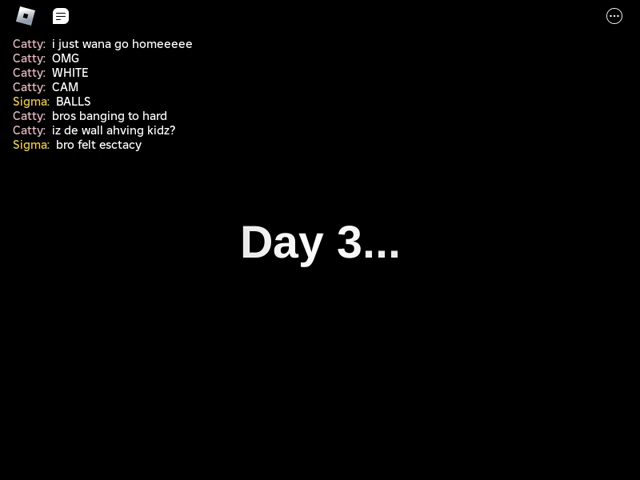 Catty: i just wana go homeeeee
Catty: OMG
Catty: WHITE
Catty: CAM
Sigma: BALLS
Catty: bros banging to hard
Catty: iz de wall ahving kidz?
Sigma: bro felt esctacy
Day 3...